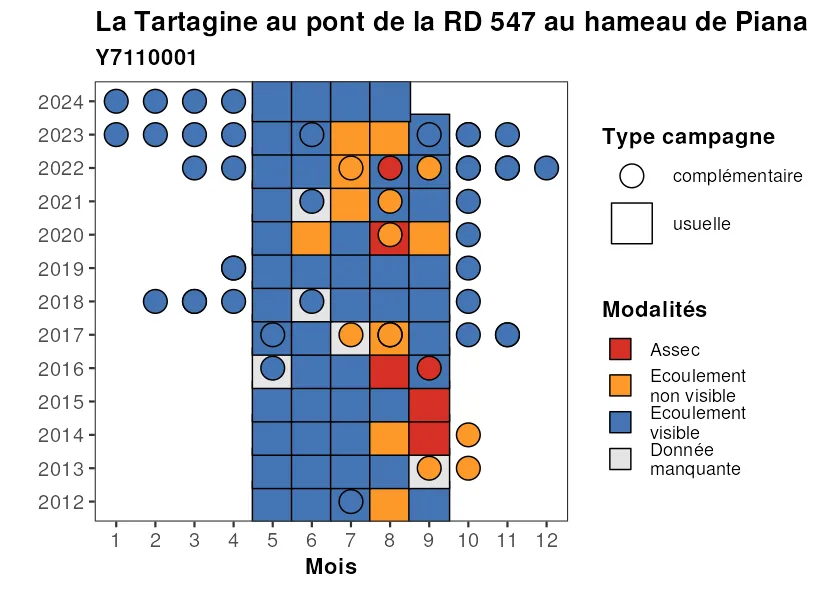 La Tartagine au pont de la RD 547 au hameau de Piana
Y7110001
2024
2023
2022
2021
2020
2019
2018
2017
2016
2015
2014
2013
2012
1 2 3 4 5 6 7 8 9 10 11 12
Mois
Type campagne
complémentaire
usuelle
Modalités
Assec
Ecoulement
non visible
Ecoulement
visible
Donnée
manquante